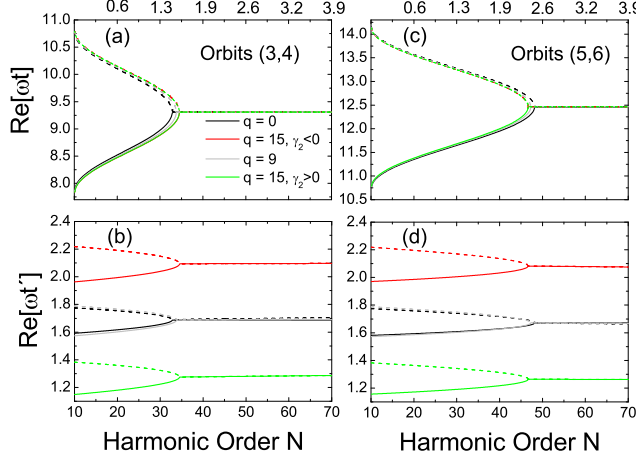 0.6 1.3 1.9 2.6 3.2 3.9 0.6 1.3 1.9 2.6 3.2 3.9
(a)
Orbits (3,4)
Re[ωt]
11.0
10.5
10.0
9.5
9.0
8.5
8.0
q = 0
q = 15, γ₂<0
q = 9
q = 15, γ₂>0
(c)
Orbits (5,6)
14.0
13.5
13.0
12.5
12.0
11.5
11.0
10.5
(b)
Re[ωt´]
2.4
2.2
2.0
1.8
1.6
1.4
1.2
10 20 30 40 50 60 70
Harmonic Order N
(d)
2.4
2.2
2.0
1.8
1.6
1.4
1.2
10 20 30 40 50 60 70
Harmonic Order N